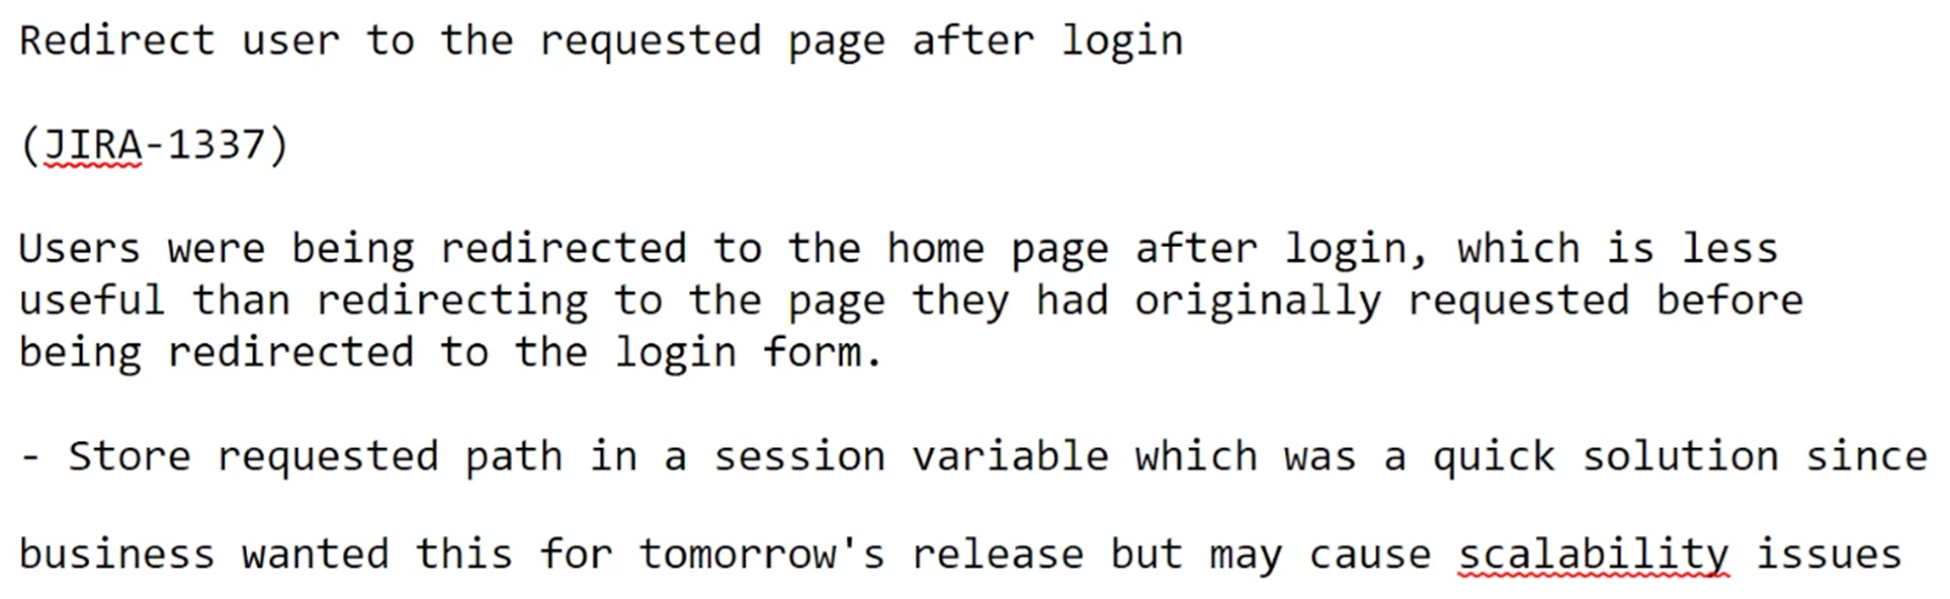 Redirect user to the requested page after login
(JIRA-1337)
Users were being redirected to the home page after login, which is less
useful than redirecting to the page they had originally requested before
being redirected to the login form.
- Store requested path in a session variable which was a quick solution since
business wanted this for tomorrow's release but may cause scalability issues